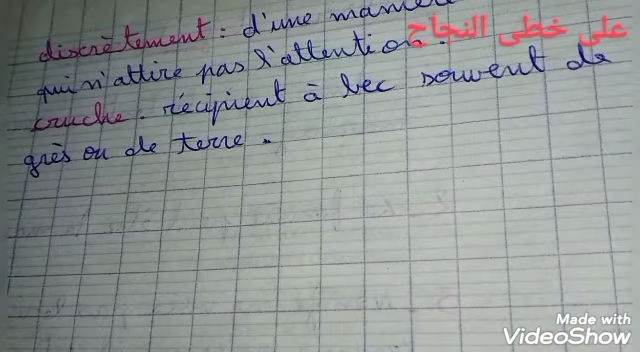 discrètement : d'une maniè
qui n'attire pas l'attention.
على خطى النجاح
cruche. récipient à bec souvent de
grès ou de terre.
Made with
VideoShow